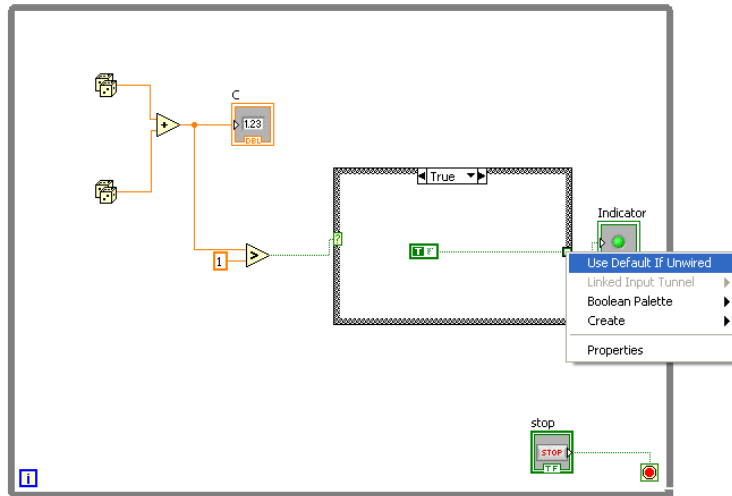 C
1.23
DBL
True
?
Indicator
1
>
+
T F
Use Default If Unwired
Linked Input Tunnel
Boolean Palette
Create
Properties
stop
STOP
TF
i